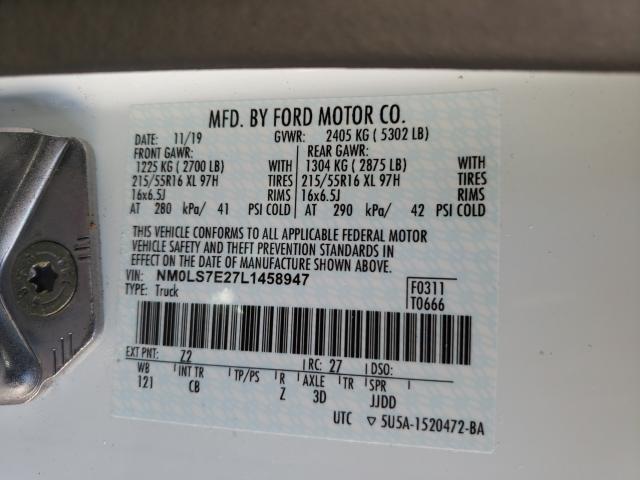 MFD. BY FORD MOTOR CO.
DATE: 11/19 GVWR: 2405 KG ( 5302 LB)
FRONT GAWR: REAR GAWR:
1225 KG ( 2700 LB) WITH 1304 KG ( 2875 LB) WITH
215/55R16 XL 97H TIRES 215/55R16 XL 97H TIRES
16x6.5J RIMS 16x6.5J RIMS
AT 280 kPa/ 41 PSI COLD AT 290 kPa/ 42 PSI COLD
THIS VEHICLE CONFORMS TO ALL APPLICABLE FEDERAL MOTOR
VEHICLE SAFETY AND THEFT PREVENTION STANDARDS IN
EFFECT ON THE DATE OF MANUFACTURE SHOWN ABOVE.
VIN: NM0LS7E27L1458947 F0311
TYPE: Truck T0666
EXT PNT: Z2 RC: 27 DSO:
WB INT TR TP/PS R AXLE TR SPR
121 CB Z 3D JJDD
UTC ▽ 5U5A-1520472-BA